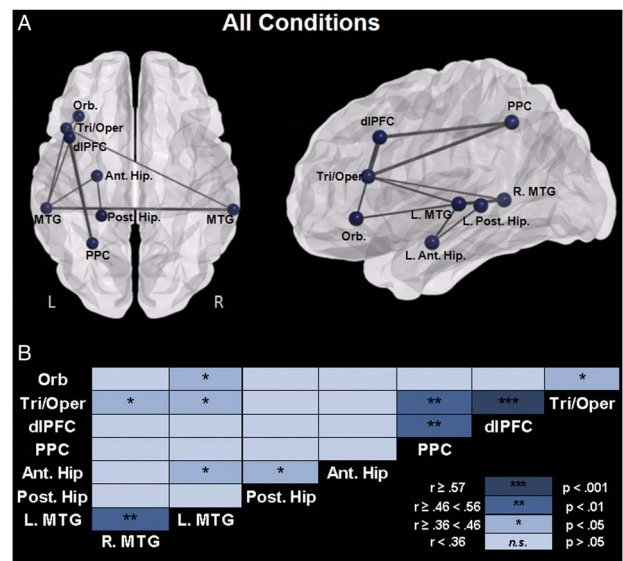 A
All Conditions
Orb.
Tri/Oper
dlPFC
Ant. Hip.
MTG
Post. Hip.
MTG
PPC
L
R
PPC
dlPFC
Tri/Oper
R. MTG
L. MTG
L. Post. Hip.
Orb.
L. Ant. Hip.
B
Orb * *
Tri/Oper * * ** *** Tri/Oper
dlPFC ** dlPFC
PPC PPC
Ant. Hip * * Ant. Hip
Post. Hip Post. Hip
L. MTG ** L. MTG
R. MTG
r ≥ .57 *** p < .001
r ≥ .46 < .56 ** p < .01
r ≥ .36 < .46 * p < .05
r < .36 n.s. p > .05